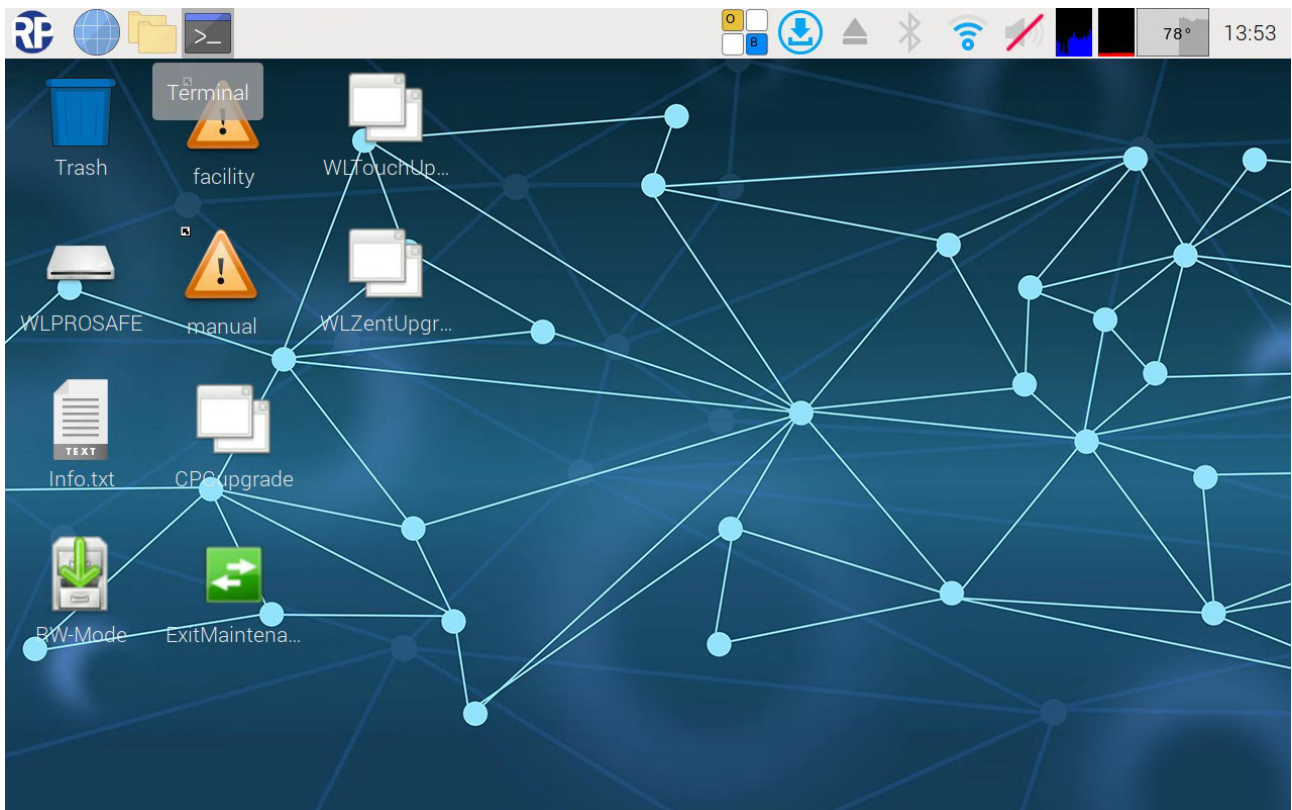 RP
>_
O
B
78°
13:53
Terminal
Trash
facility
WLTouchUp...
WLPROSAFE
manual
WLZentUpgr...
TEXT
Info.txt
CPCupgrade
RW-Mode
ExitMaintena...